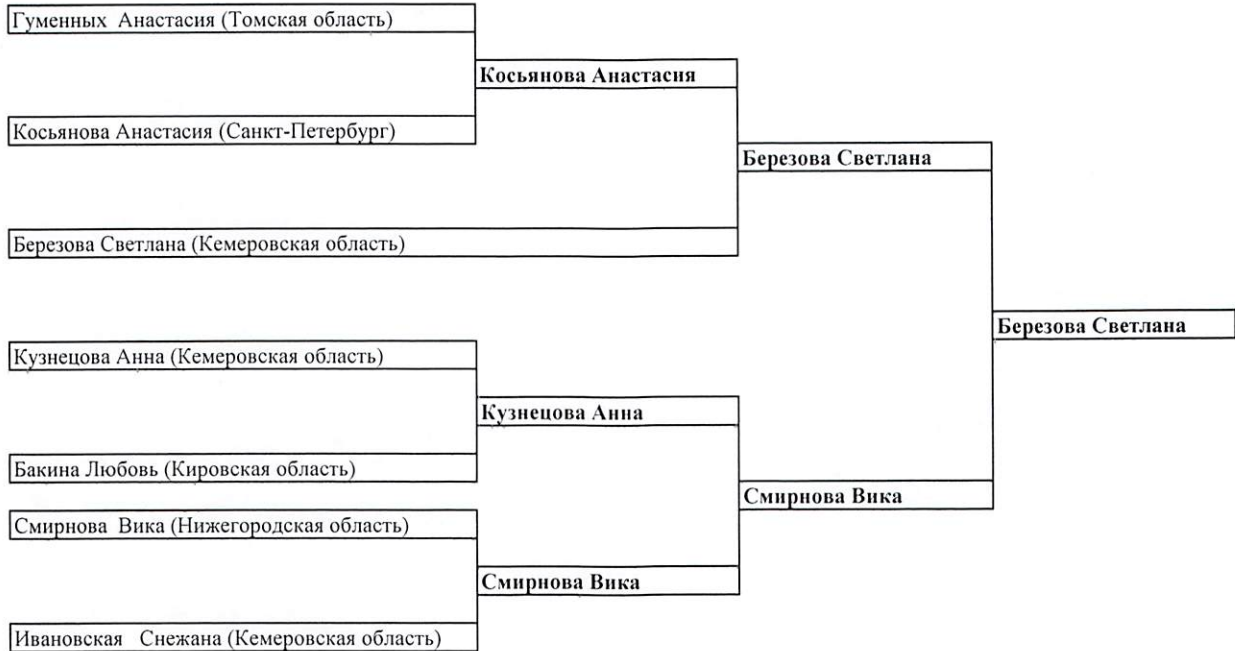 Гуменных Анастасия (Томская область)
Косьянова Анастасия
Косьянова Анастасия (Санкт-Петербург)
Березова Светлана
Березова Светлана (Кемеровская область)
Березова Светлана
Кузнецова Анна (Кемеровская область)
Кузнецова Анна
Бакина Любовь (Кировская область)
Смирнова Вика
Смирнова Вика (Нижегородская область)
Смирнова Вика
Ивановская Снежана (Кемеровская область)